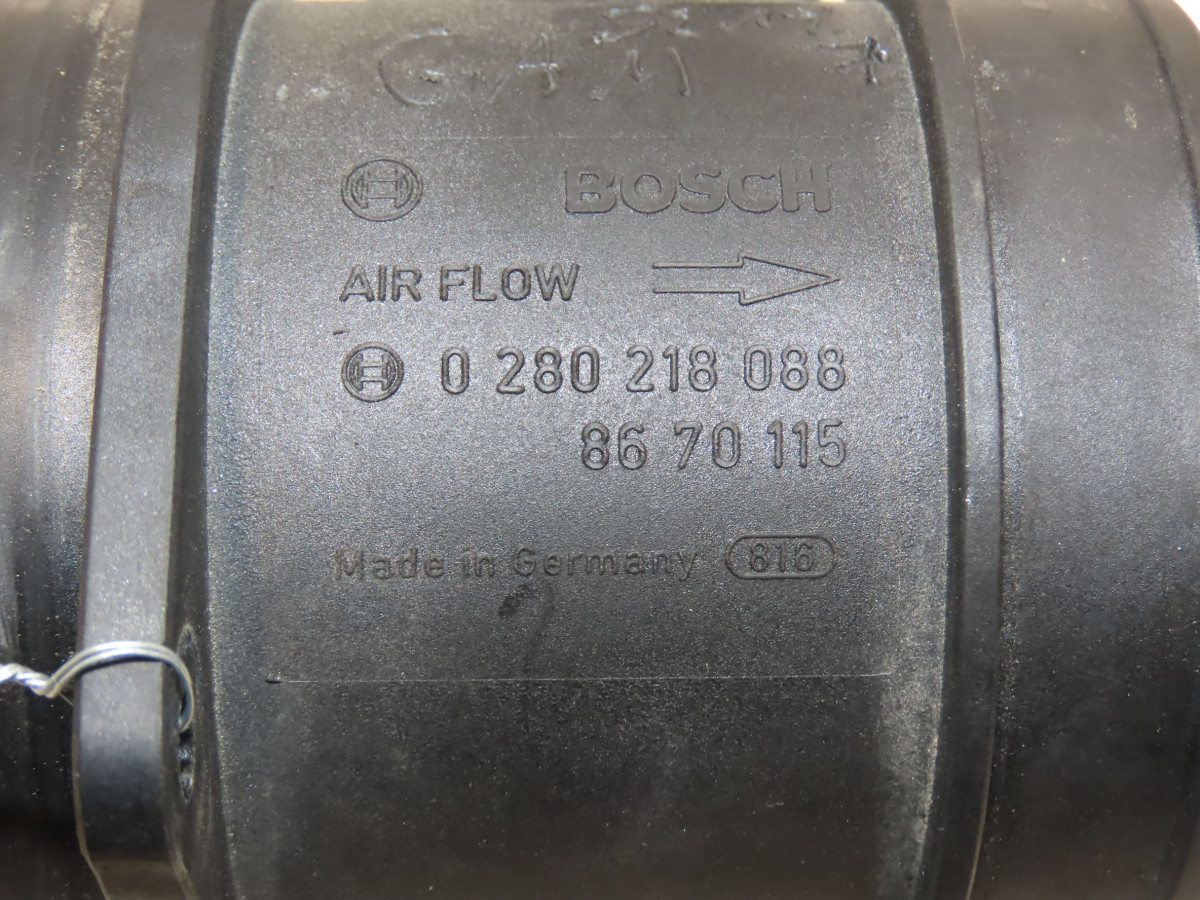 BOSCH
AIR FLOW
0 280 218 088
86 70 115
Made in Germany 816